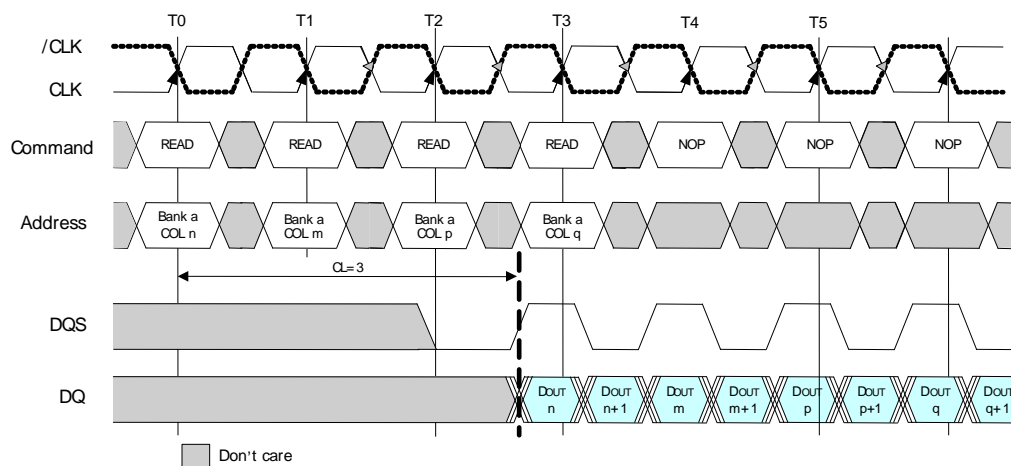 T0 T1 T2 T3 T4 T5
/CLK
CLK
Command READ READ READ READ NOP NOP NOP
Address Bank a Bank a Bank a Bank a
COL n COL m COL p COL q
CL=3
DQS
DQ DOUT DOUT DOUT DOUT DOUT DOUT DOUT DOUT
n n+1 m m+1 p p+1 q q+1
Don't care